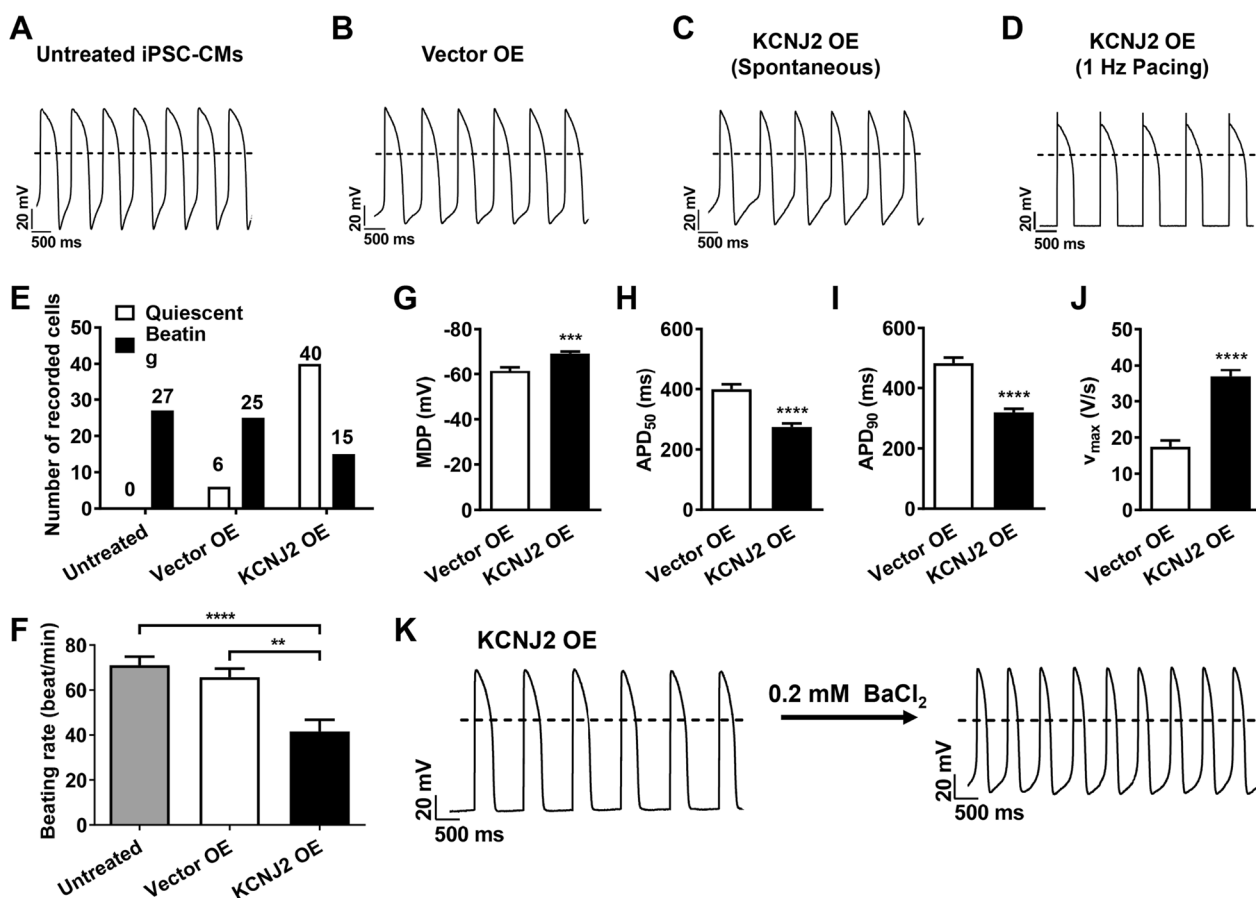 A
Untreated iPSC-CMs
20 mV
500 ms
B
Vector OE
20 mV
500 ms
C
KCNJ2 OE
(Spontaneous)
20 mV
500 ms
D
KCNJ2 OE
(1 Hz Pacing)
20 mV
500 ms
E
Quiescent
Beatin
g
Number of recorded cells
50
40
30
20
10
0
0
27
6
25
40
15
Untreated
Vector OE
KCNJ2 OE
G
MDP (mV)
-80
-60
-40
-20
0
***
Vector OE
KCNJ2 OE
H
APD50 (ms)
600
400
200
0
****
Vector OE
KCNJ2 OE
I
APD90 (ms)
600
400
200
0
****
Vector OE
KCNJ2 OE
J
vmax (V/s)
50
40
30
20
10
0
****
Vector OE
KCNJ2 OE
F
Beating rate (beat/min)
80
60
40
20
0
****
**
Untreated
Vector OE
KCNJ2 OE
K
KCNJ2 OE
20 mV
500 ms
0.2 mM BaCl2
20 mV
500 ms